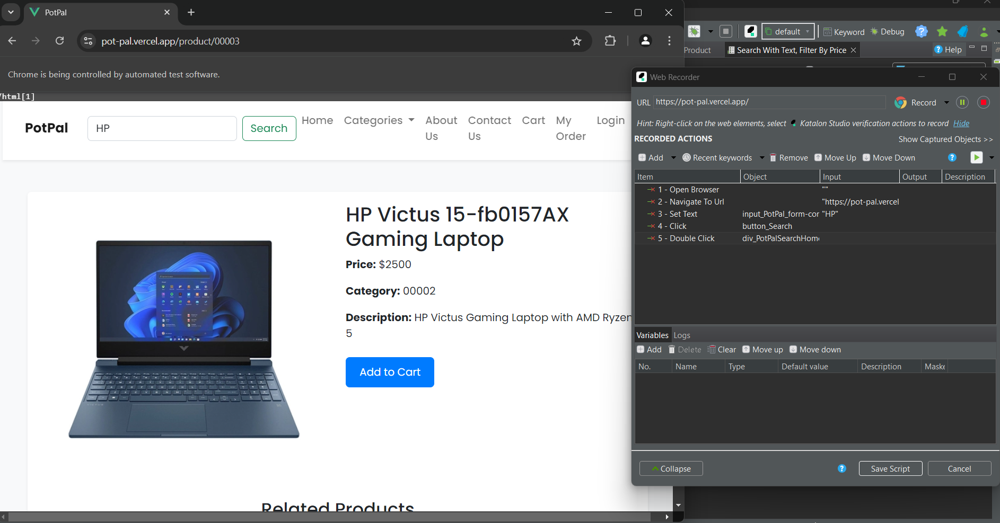 PotPal
pot-pal.vercel.app/product/00003
Chrome is being controlled by automated test software.
/html[1]
PotPal
HP
Search
Home
Categories
About Us
Contact Us
Cart
My Order
Login
HP Victus 15-fb0157AX
Gaming Laptop
Price: $2500
Category: 00002
Description: HP Victus Gaming Laptop with AMD Ryzen
5
Add to Cart
Related Products
default
Keyword
Debug
Product
Search With Text, Filter By Price
Help
Web Recorder
URL
https://pot-pal.vercel.app/
Record
Hint: Right-click on the web elements, select Katalon Studio verification actions to record Hide
RECORDED ACTIONS
Show Captured Objects >>
Add
Recent keywords
Remove
Move Up
Move Down
Item Object Input Output Description
1 - Open Browser ""
2 - Navigate To Url "https://pot-pal.vercel
3 - Set Text input_PotPal_form-cor "HP"
4 - Click button_Search
5 - Double Click div_PotPalSearchHome
Variables Logs
Add
Delete
Clear
Move up
Move down
No. Name Type Default value Description Maske
Collapse
Save Script
Cancel